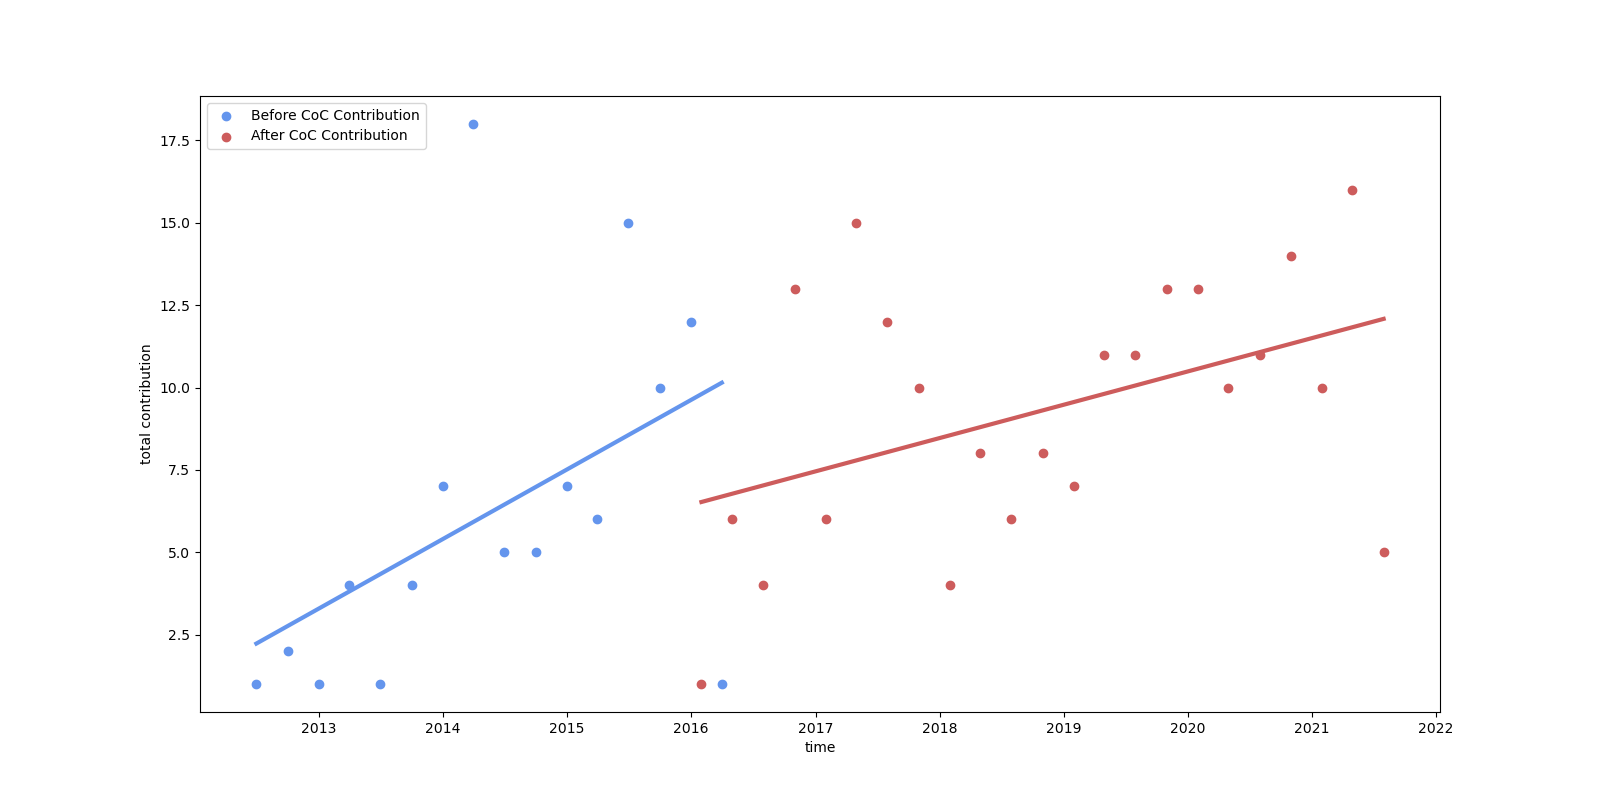 Before CoC Contribution
After CoC Contribution
17.5
15.0
12.5
10.0
7.5
5.0
2.5
total contribution
2013 2014 2015 2016 2017 2018 2019 2020 2021 2022
time